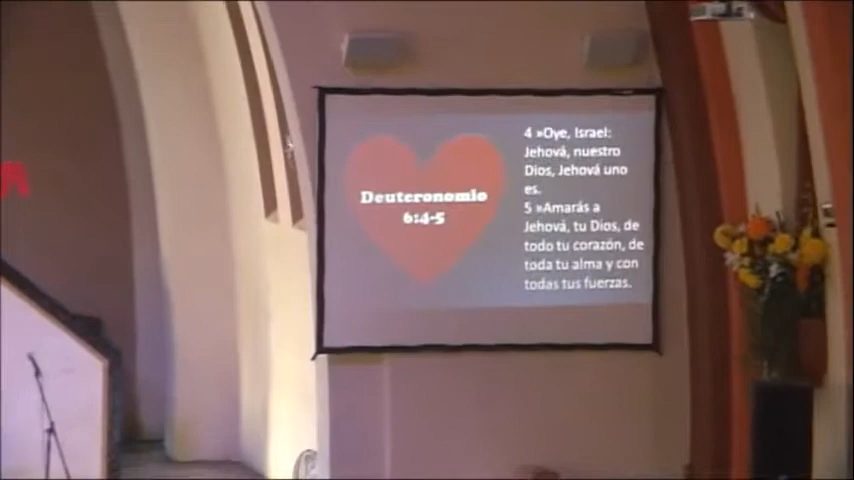 Deuteronomio
6:4-5
4 »Oye, Israel:
Jehová, nuestro
Dios, Jehová uno
es.
5 »Amarás a
Jehová, tu Dios, de
todo tu corazón, de
toda tu alma y con
todas tus fuerzas.